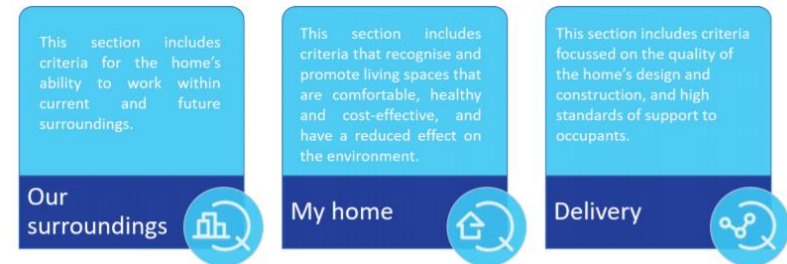 This section includes
criteria for the home's
ability to work within
current and future
surroundings.
Our
surroundings
This section includes
criteria that recognise and
promote living spaces that
are comfortable, healthy
and cost-effective, and
have a reduced effect on
the environment.
My home
This section includes criteria
focussed on the quality of
the home's design and
construction, and high
standards of support to
occupants.
Delivery